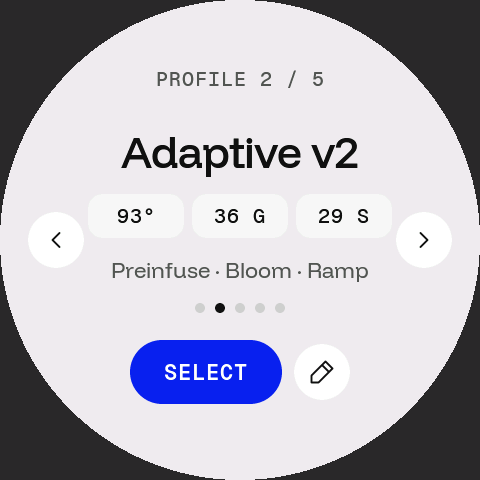 PROFILE 2 / 5
Adaptive v2
93° 36 G 29 S
Preinfuse · Bloom · Ramp
SELECT